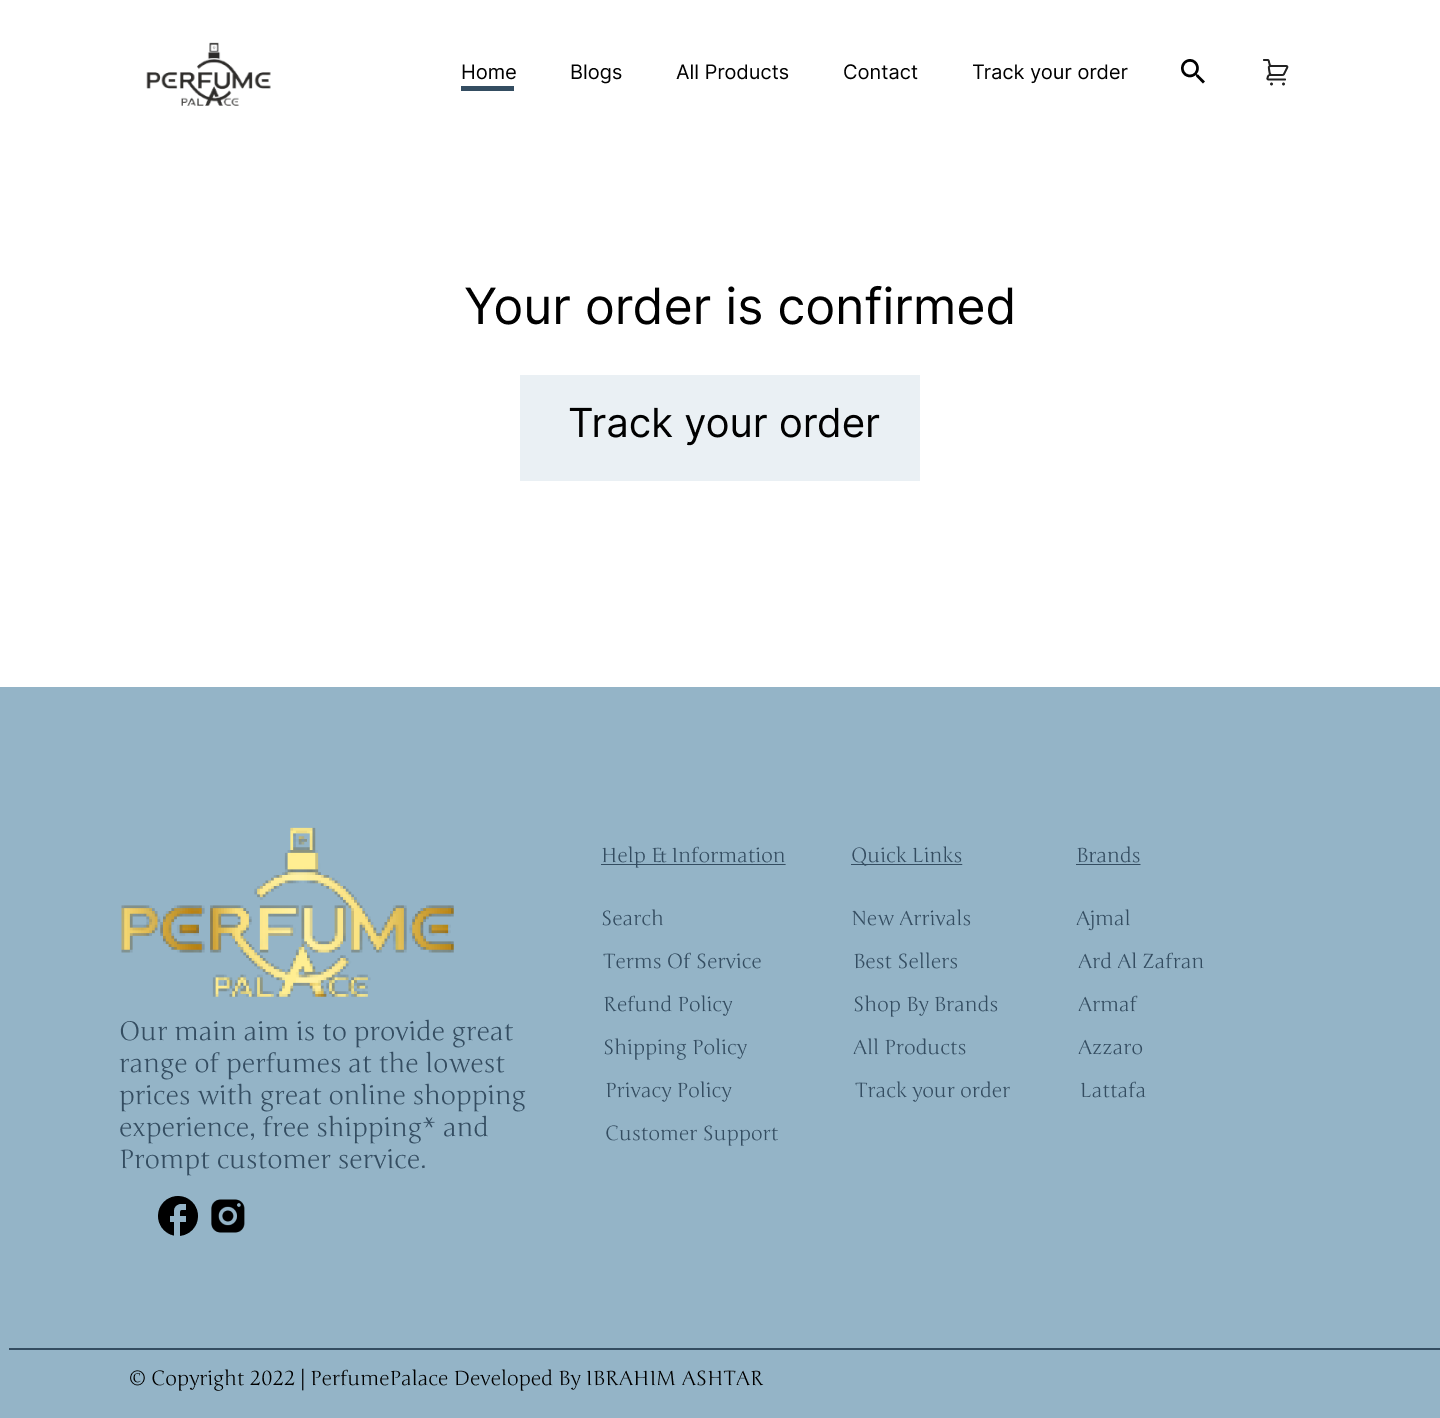 PERFUME
PALACE
Home
Blogs
All Products
Contact
Track your order
Your order is confirmed
Track your order
PERFUME
PALACE
Our main aim is to provide great
range of perfumes at the lowest
prices with great online shopping
experience, free shipping* and
Prompt customer service.
Help & Information
Search
Terms Of Service
Refund Policy
Shipping Policy
Privacy Policy
Customer Support
Quick Links
New Arrivals
Best Sellers
Shop By Brands
All Products
Track your order
Brands
Ajmal
Ard Al Zafran
Armaf
Azzaro
Lattafa
© Copyright 2022 | PerfumePalace Developed By IBRAHIM ASHTAR